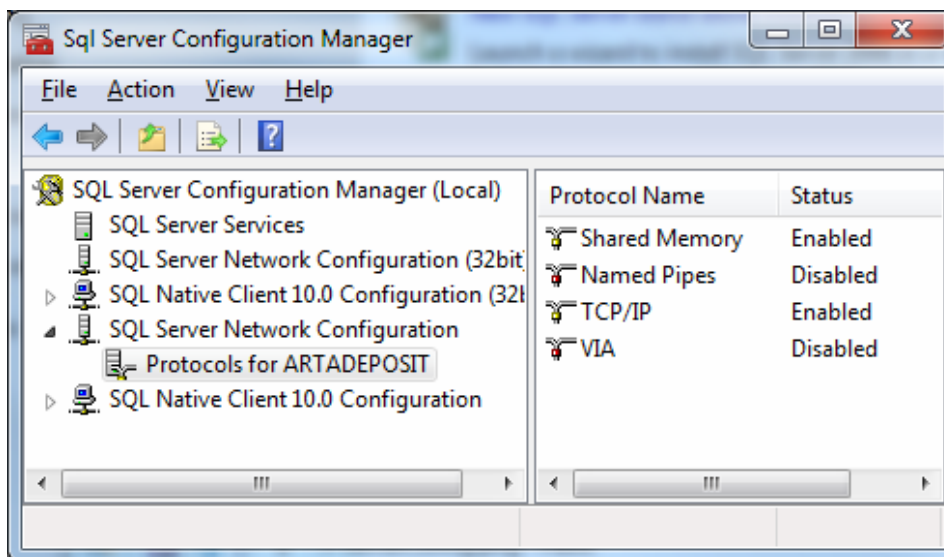 Sql Server Configuration Manager
File Action View Help
SQL Server Configuration Manager (Local)
SQL Server Services
SQL Server Network Configuration (32bit
SQL Native Client 10.0 Configuration (32b
SQL Server Network Configuration
Protocols for ARTADEPOSIT
SQL Native Client 10.0 Configuration
Protocol Name Status
Shared Memory Enabled
Named Pipes Disabled
TCP/IP Enabled
VIA Disabled